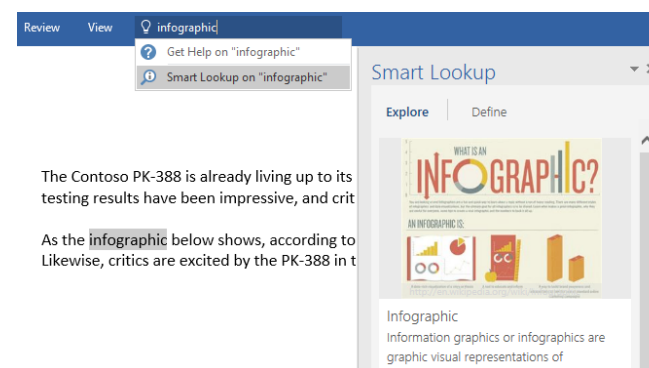 Review View infographic
Get Help on "infographic"
Smart Lookup on "infographic"
The Contoso PK-388 is already living up to its
testing results have been impressive, and crit
As the infographic below shows, according to
Likewise, critics are excited by the PK-388 in t
Smart Lookup
Explore Define
WHAT IS AN
INFOGRAPHIC?
AN INFOGRAPHIC IS:
Infographic
Information graphics or infographics are
graphic visual representations of